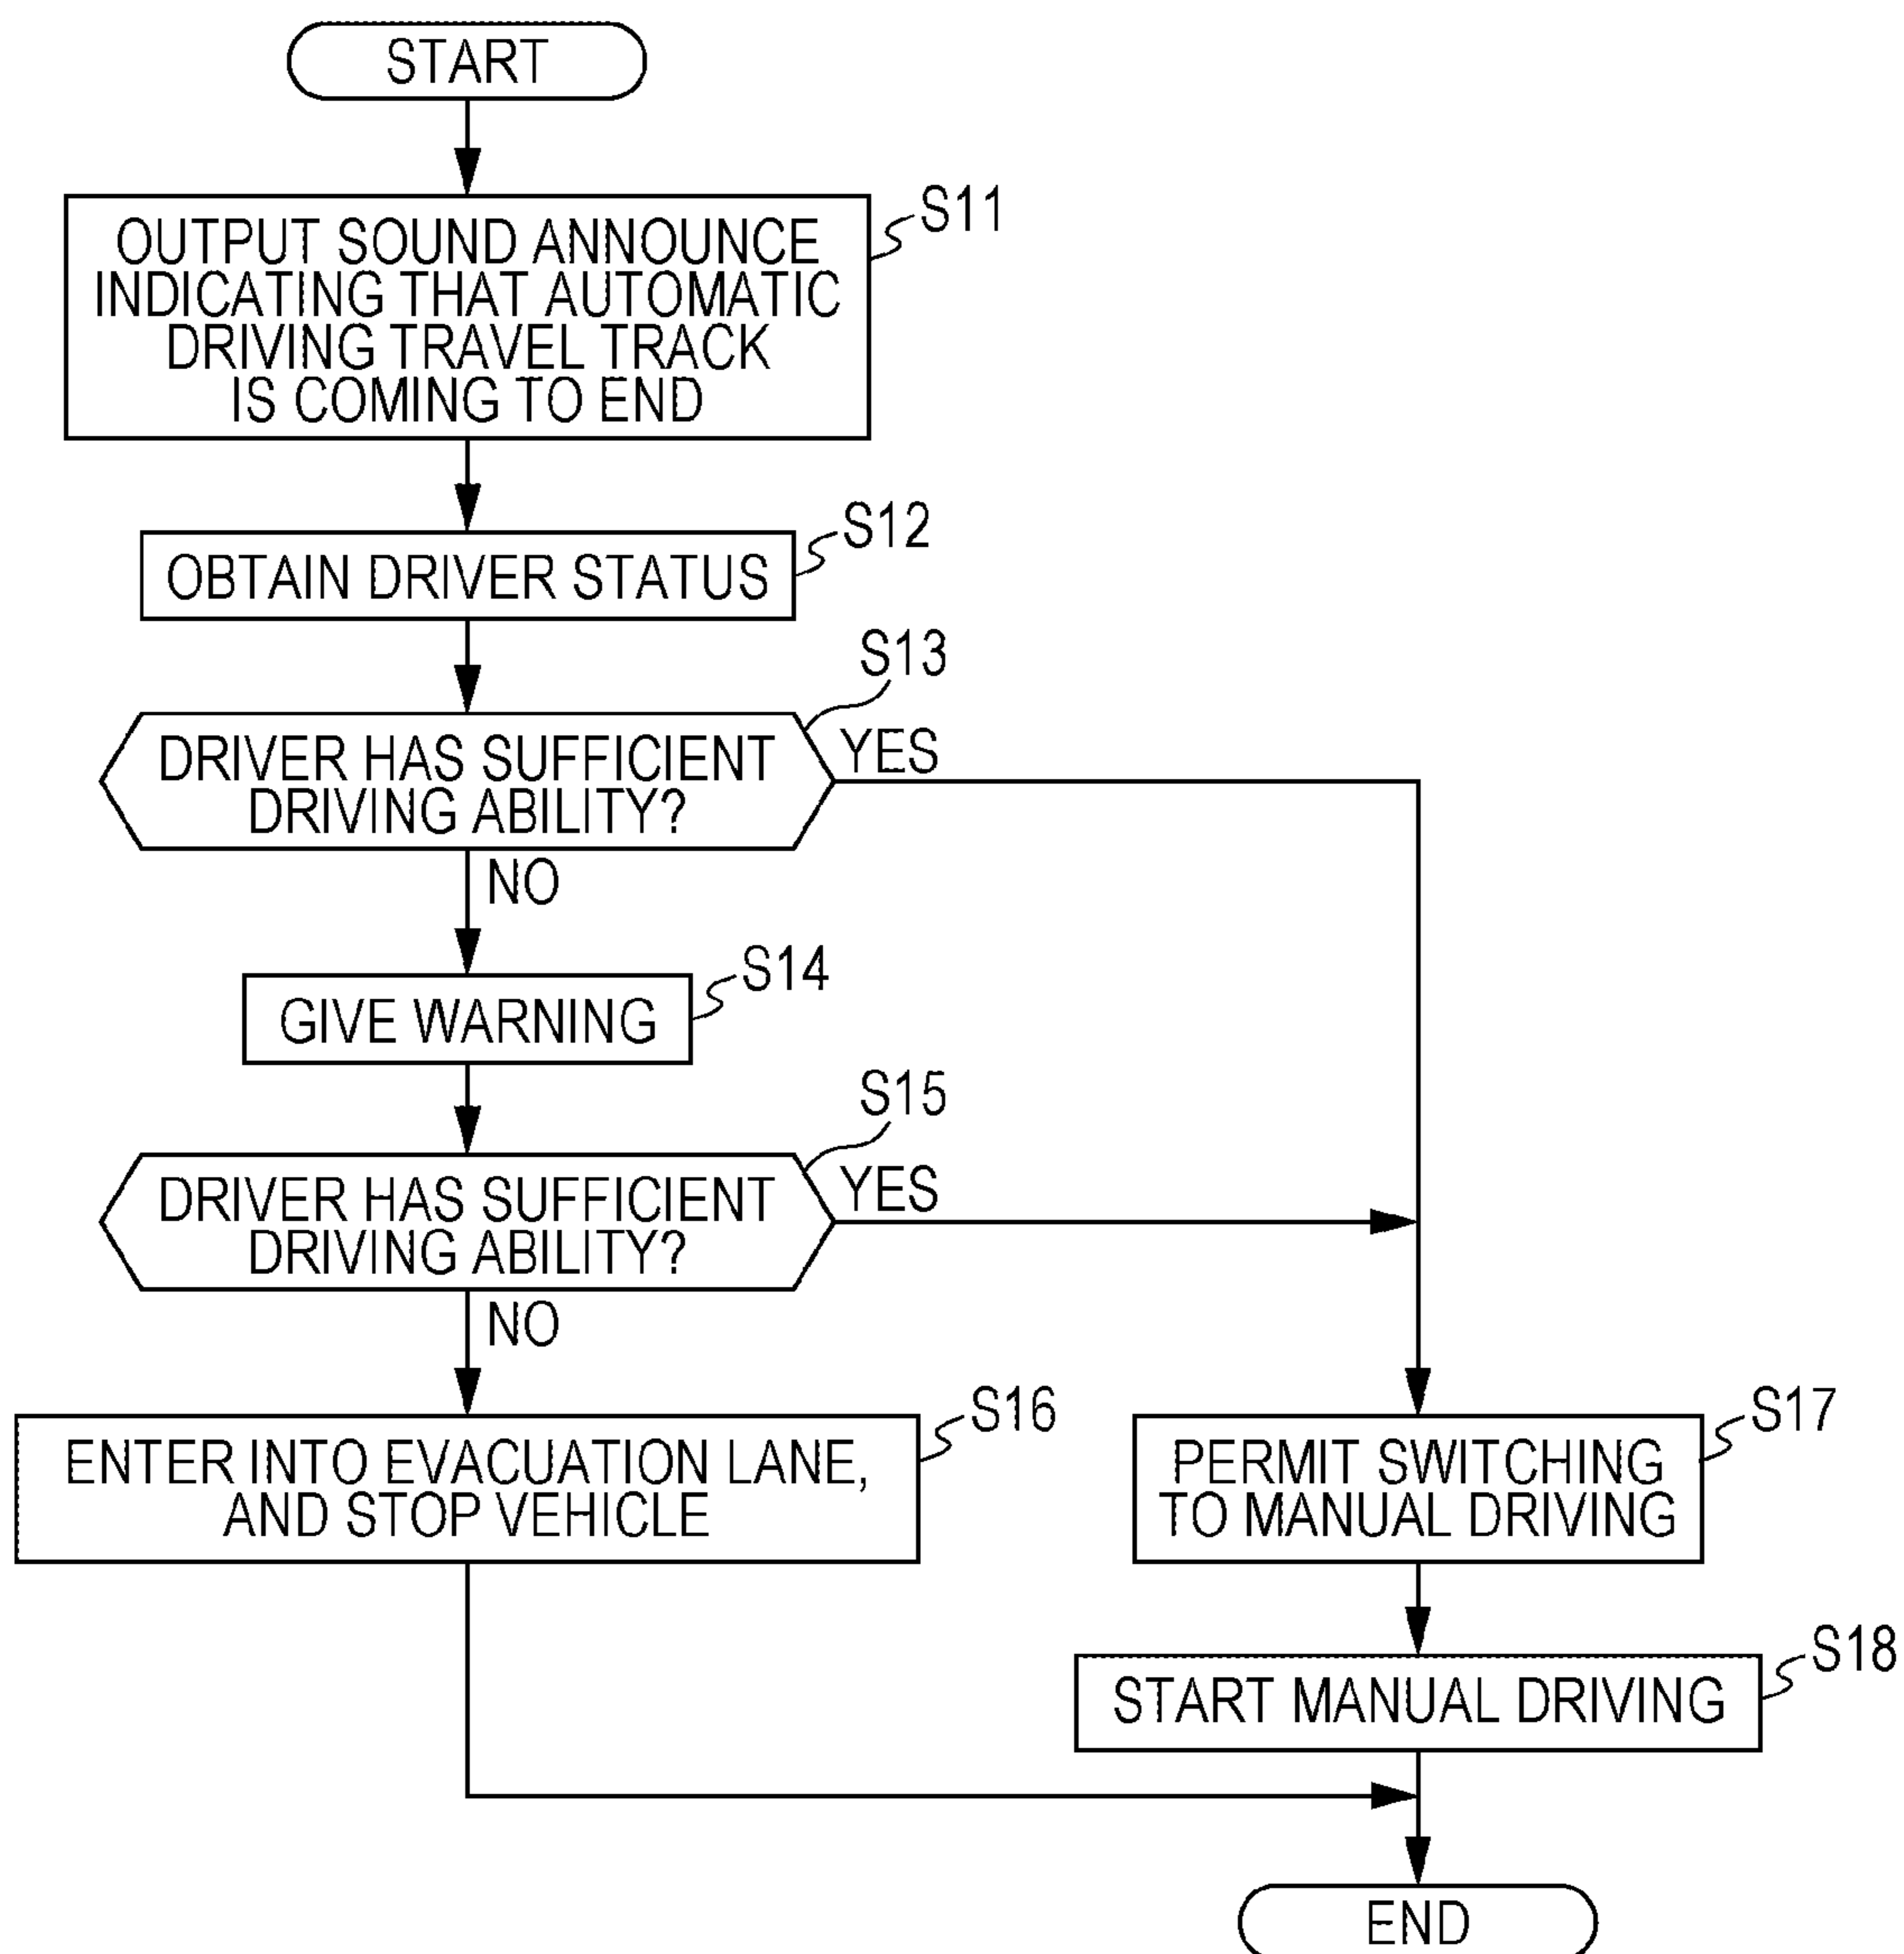 START
OUTPUT SOUND ANNOUNCE
INDICATING THAT AUTOMATIC
DRIVING TRAVEL TRACK
IS COMING TO END
S11
OBTAIN DRIVER STATUS
S12
DRIVER HAS SUFFICIENT
DRIVING ABILITY?
S13
YES
NO
GIVE WARNING
S14
DRIVER HAS SUFFICIENT
DRIVING ABILITY?
S15
YES
NO
ENTER INTO EVACUATION LANE,
AND STOP VEHICLE
S16
PERMIT SWITCHING
TO MANUAL DRIVING
S17
START MANUAL DRIVING
S18
END